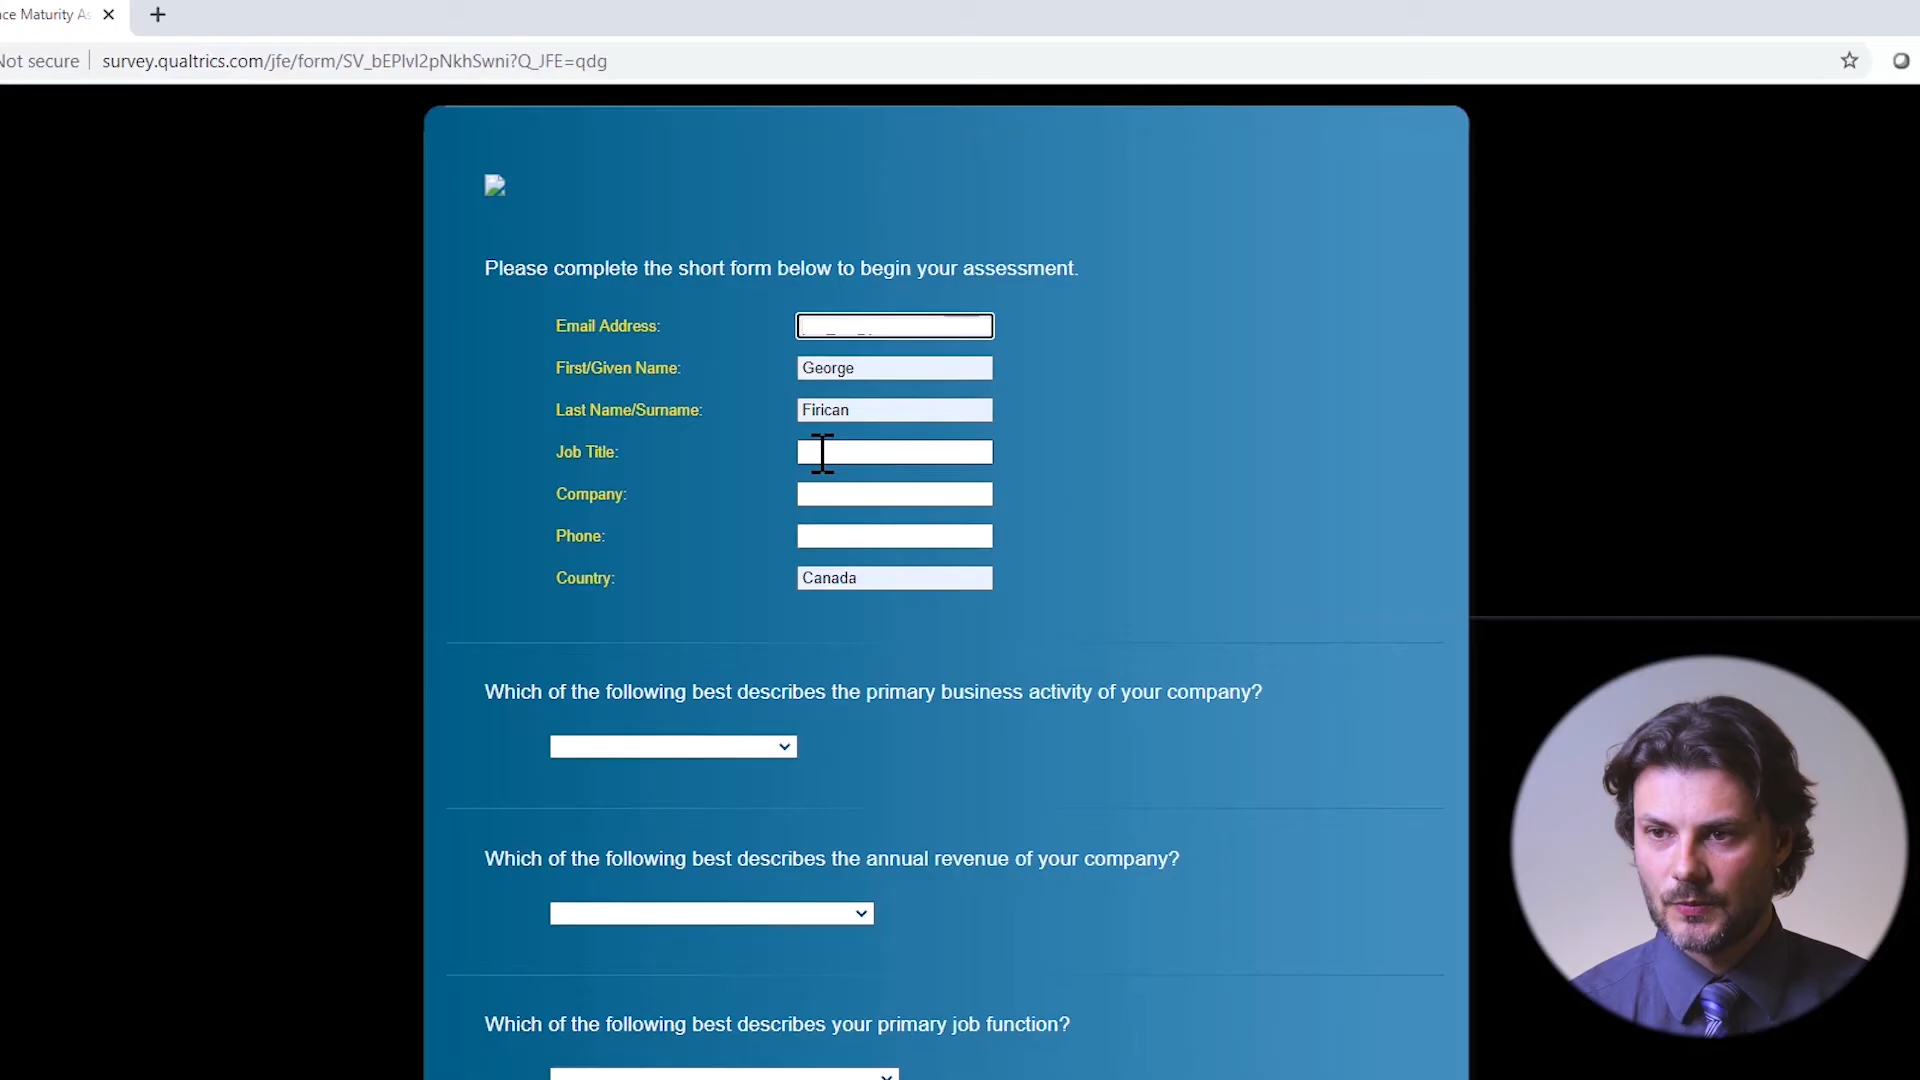 ce Maturity As
Not secure survey.qualtrics.com/jfe/form/SV_bEPlvl2pNkhSwni?Q_JFE=qdg
Please complete the short form below to begin your assessment.
Email Address:
First/Given Name: George
Last Name/Surname: Firican
Job Title:
Company:
Phone:
Country: Canada
Which of the following best describes the primary business activity of your company?
Which of the following best describes the annual revenue of your company?
Which of the following best describes your primary job function?